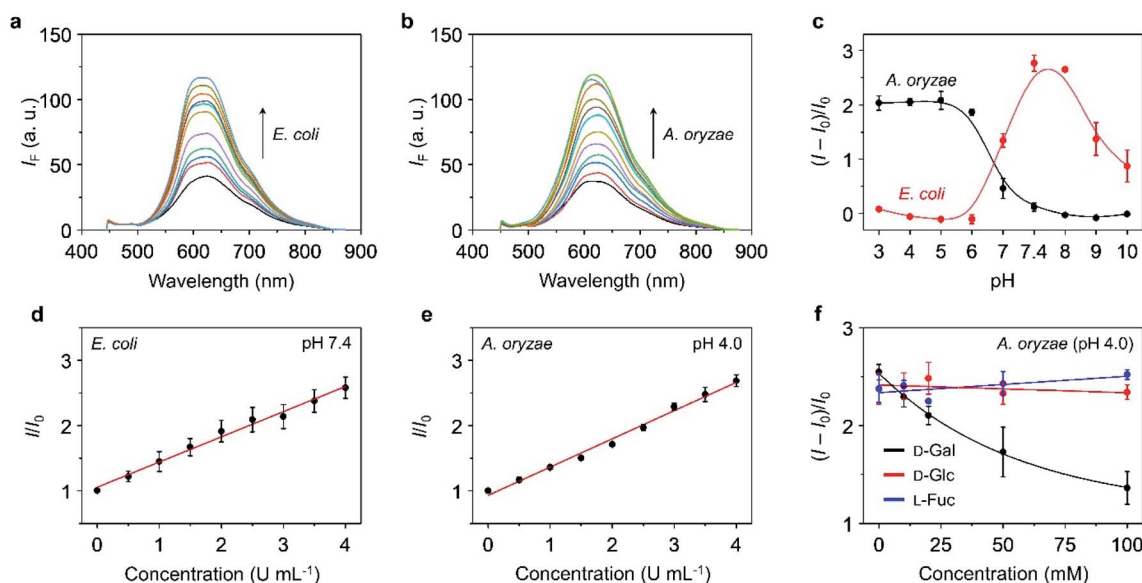 a
150
100
50
0
I_F (a. u.)
E. coli
400 500 600 700 800 900
Wavelength (nm)
b
150
100
50
0
I_F (a. u.)
A. oryzae
400 500 600 700 800 900
Wavelength (nm)
c
3
2
1
0
(I − I_0)/I_0
A. oryzae
E. coli
3 4 5 6 7 7.4 8 9 10
pH
d
E. coli
pH 7.4
3
2
1
I/I_0
0 1 2 3 4
Concentration (U mL⁻¹)
e
A. oryzae
pH 4.0
3
2
1
I/I_0
0 1 2 3 4
Concentration (U mL⁻¹)
f
A. oryzae (pH 4.0)
3
2
1
(I − I_0)/I_0
D-Gal
D-Glc
L-Fuc
0 25 50 75 100
Concentration (mM)